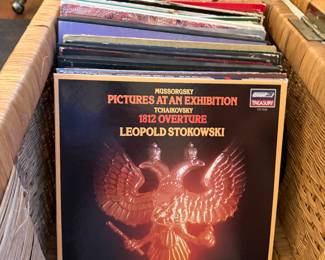 MUSSORGSKY
PICTURES AT AN EXHIBITION
TCHAIKOVSKY
1812 OVERTURE
LEOPOLD STOKOWSKI
TREASURY